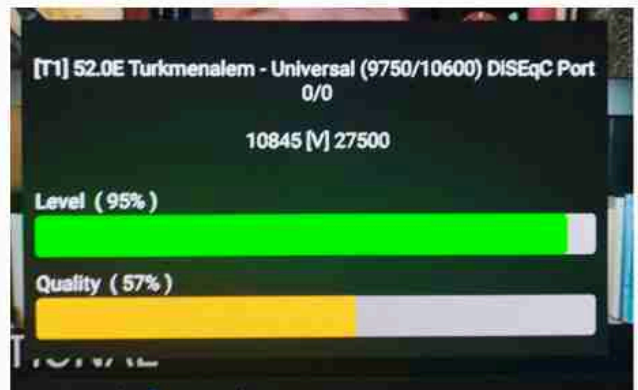 [T1] 52.0E Turkmenalem - Universal (9750/10600) DiSEqC Port
0/0
10845 [V] 27500
Level ( 95% )
Quality ( 57% )